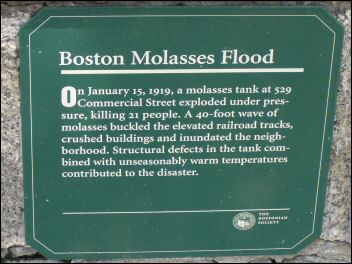 Boston Molasses Flood
On January 15, 1919, a molasses tank at 529
Commercial Street exploded under pres-
sure, killing 21 people. A 40-foot wave of
molasses buckled the elevated railroad tracks,
crushed buildings and inundated the neigh-
borhood. Structural defects in the tank com-
bined with unseasonably warm temperatures
contributed to the disaster.
THE
BOSTONIAN
SOCIETY